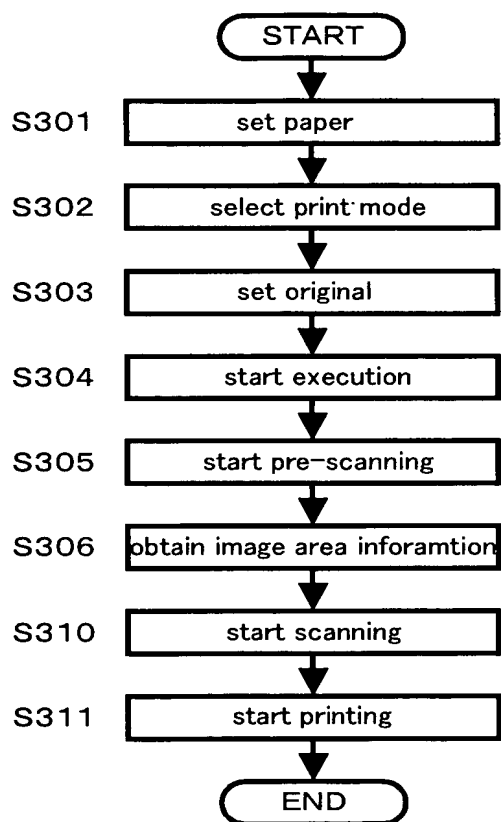 START
S301 set paper
S302 select print mode
S303 set original
S304 start execution
S305 start pre-scanning
S306 obtain image area inforamtion
S310 start scanning
S311 start printing
END